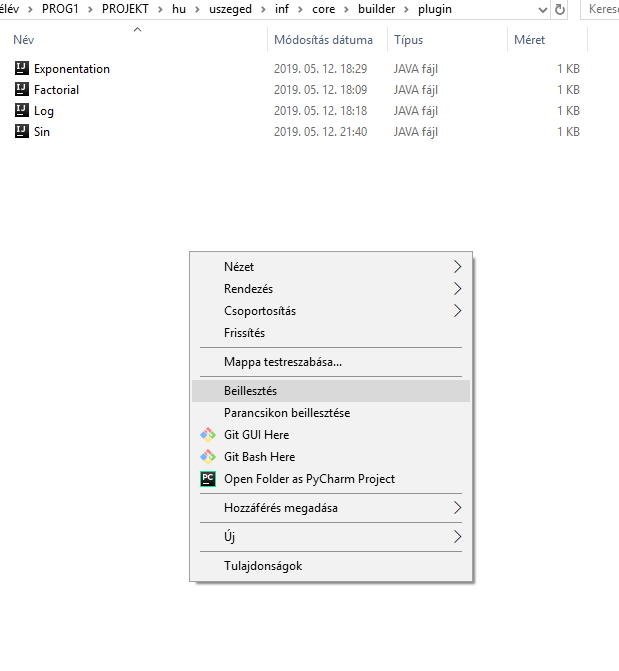 élév > PROG1 > PROJEKT > hu > uszeged > inf > core > builder > plugin Keres
Név Módosítás dátuma Típus Méret
Exponentation 2019. 05. 12. 18:29 JAVA fájl 1 KB
Factorial 2019. 05. 12. 18:09 JAVA fájl 1 KB
Log 2019. 05. 12. 18:18 JAVA fájl 1 KB
Sin 2019. 05. 12. 21:40 JAVA fájl 1 KB
Nézet
Rendezés
Csoportosítás
Frissítés
Mappa testreszabása...
Beillesztés
Parancsikon beillesztése
Git GUI Here
Git Bash Here
Open Folder as PyCharm Project
Hozzáférés megadása
Új
Tulajdonságok